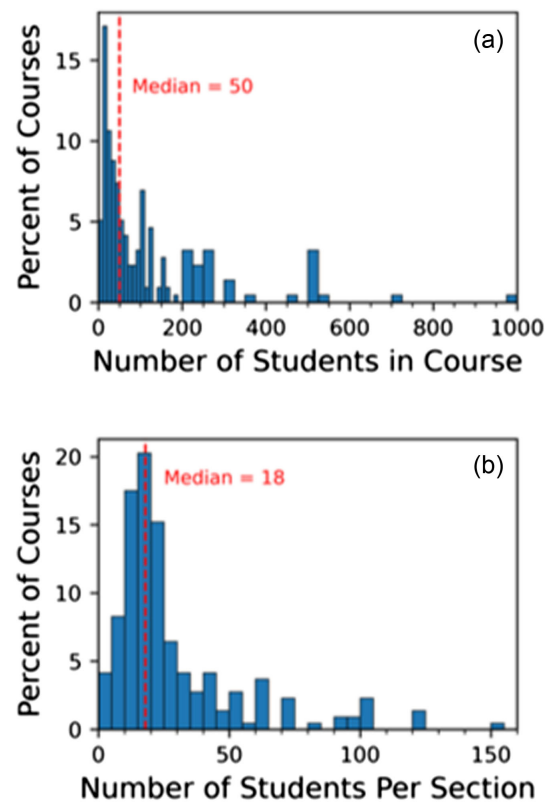 (a)
Median = 50
Percent of Courses
15
10
5
0
0 200 400 600 800 1000
Number of Students in Course
(b)
Median = 18
Percent of Courses
20
15
10
5
0
0 50 100 150
Number of Students Per Section